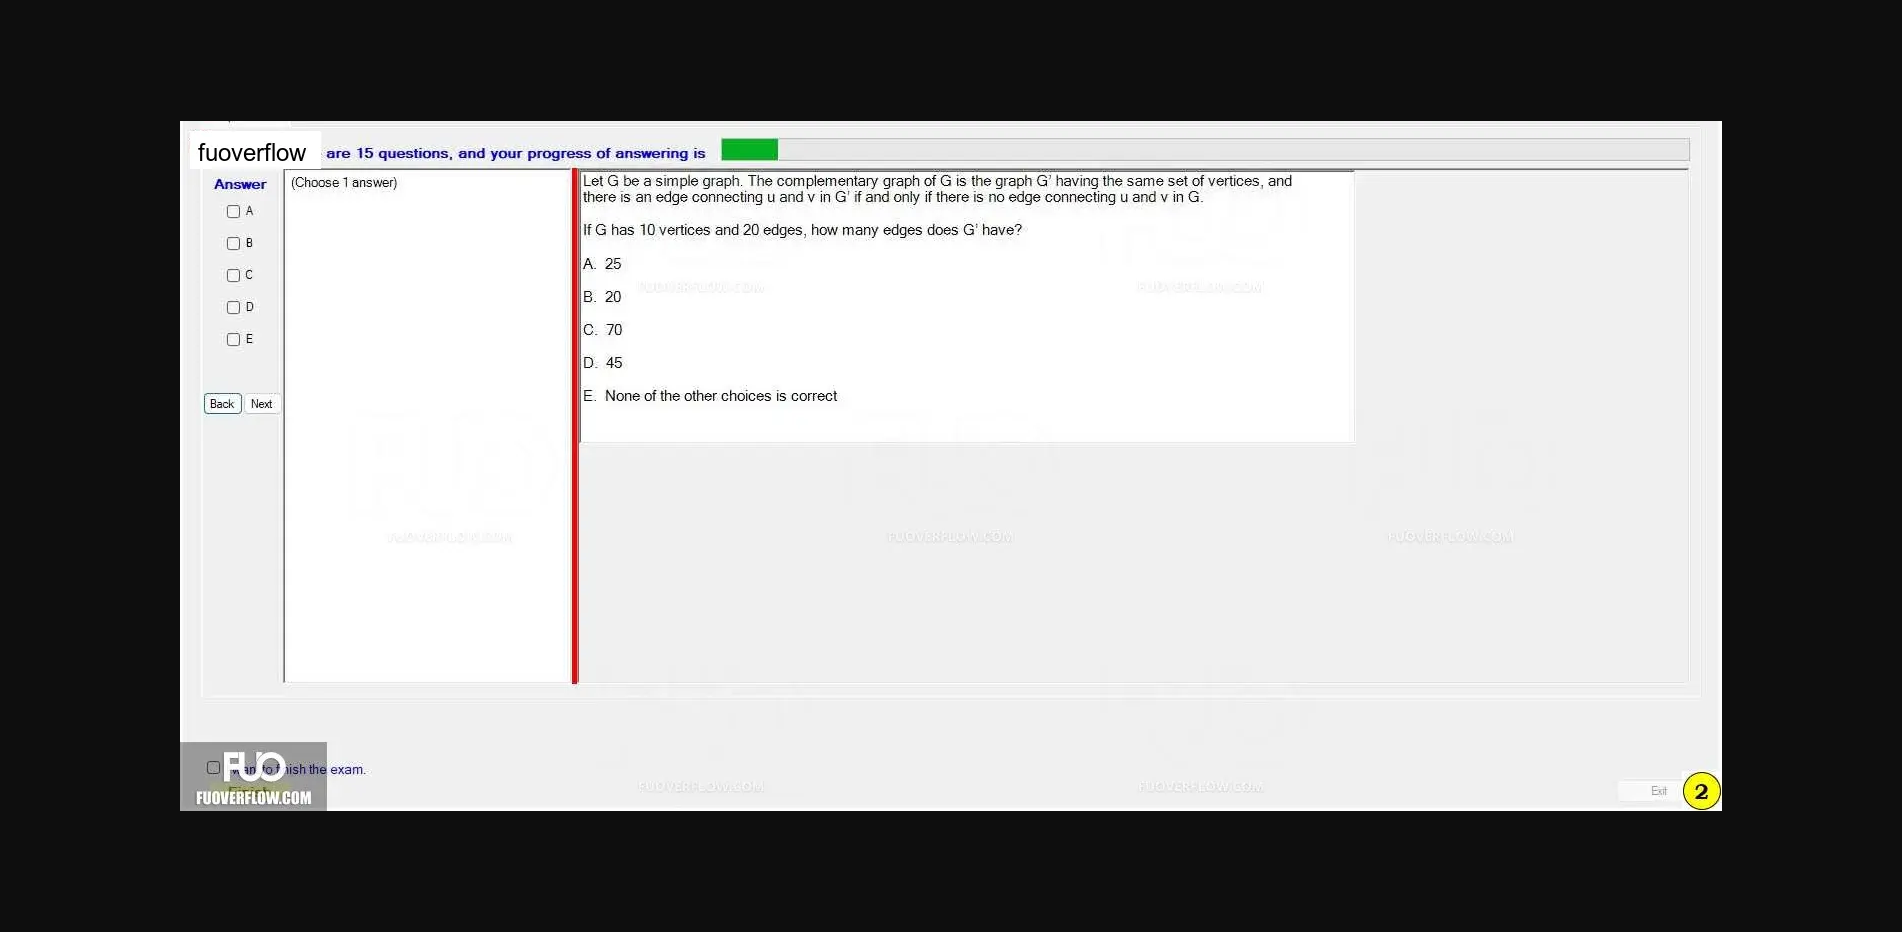 fuoverflow are 15 questions, and your progress of answering is
Answer
(Choose 1 answer)
A
B
C
D
E
Back Next
Let G be a simple graph. The complementary graph of G is the graph G' having the same set of vertices, and
there is an edge connecting u and v in G' if and only if there is no edge connecting u and v in G.
If G has 10 vertices and 20 edges, how many edges does G' have?
A. 25
B. 20
C. 70
D. 45
E. None of the other choices is correct
FUOVERFLOW.COM FUOVERFLOW.COM
FUOVERFLOW.COM FUOVERFLOW.COM FUOVERFLOW.COM
FUOVERFLOW.COM FUOVERFLOW.COM
FUO
the exam.
FUOVERFLOW.COM
Exit
2